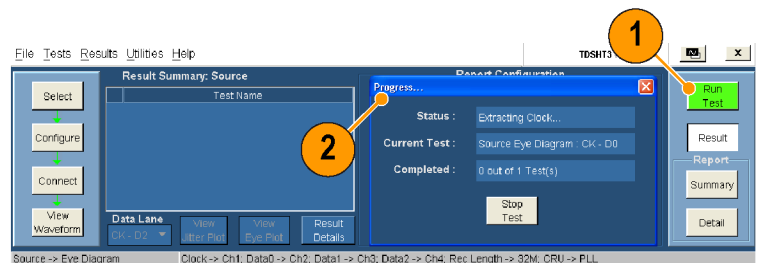 1
File Tests Results Utilities Help
TDSHT3
x
Result Summary: Source
Report Configuration
Select
Test Name
Progress...
Run
Test
Status :
Extracting Clock...
2
Configure
Current Test :
Source Eye Diagram : CK - D0
Result
Completed :
0 out of 1 Test(s)
Report
Connect
Summary
Stop
Test
View
Waveform
Data Lane
CK - D2
View
Jitter Plot
View
Eye Plot
Result
Details
Detail
Source -> Eye Diagram
Clock -> Ch1; Data0 -> Ch2; Data1 -> Ch3; Data2 -> Ch4; Rec Length -> 32M; CRU -> PLL